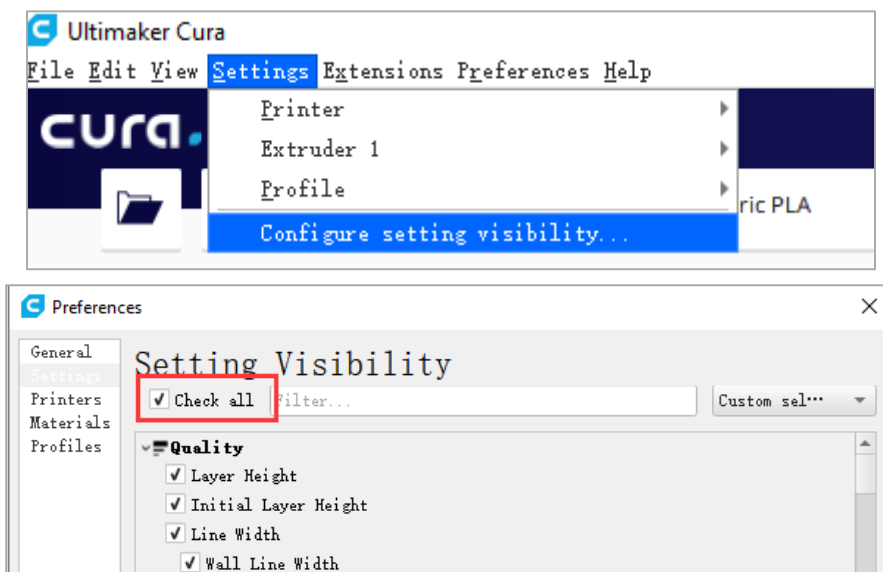 Ultimaker Cura
File Edit View Settings Extensions Preferences Help
cura.
Printer
Extruder 1
Profile
ric PLA
Configure setting visibility...
Preferences
General
Settings
Printers
Materials
Profiles
Setting Visibility
Check all Filter... Custom sel...
Quality
Layer Height
Initial Layer Height
Line Width
Wall Line Width